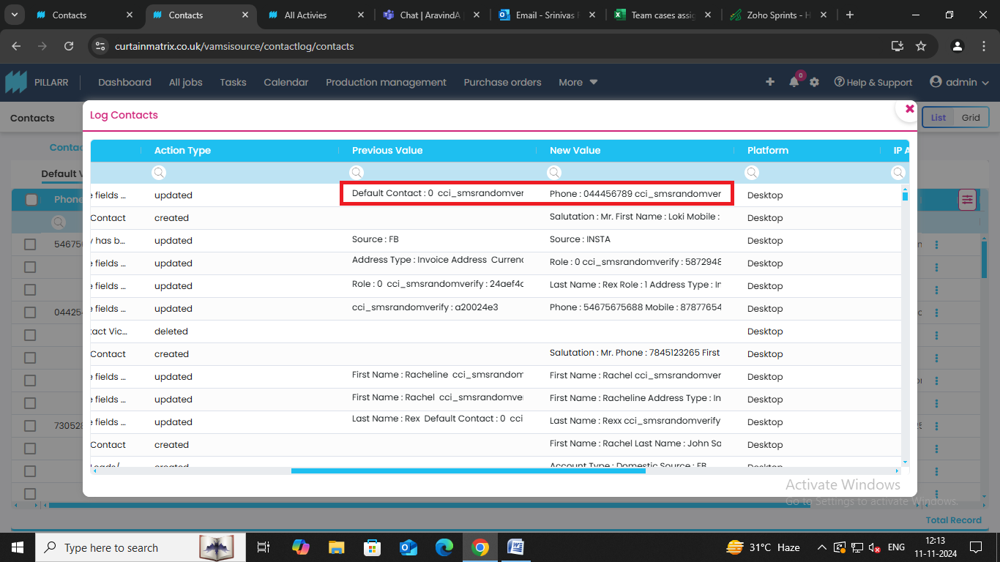 Contacts
Contacts
All Activies
Chat | AravindA
Email - Srinivas
Team cases assig
Zoho Sprints - H
curtainmatrix.co.uk/vamsisource/contactlog/contacts
PILLARR
Dashboard
All jobs
Tasks
Calendar
Production management
Purchase orders
More
0
Help & Support
admin
Contacts
List
Grid
Log Contacts
Default
Phone
Action Type
Previous Value
New Value
Platform
IP A
fields ... updated Default Contact : 0 cci_smsrandomver Phone : 044456789 cci_smsrandomver Desktop
Contact created Salutation : Mr. First Name : Loki Mobile : Desktop
has b... updated Source : FB Source : INSTA Desktop
fields ... updated Address Type : Invoice Address Currenc Role : 0 cci_smsrandomverify : 5872948 Desktop
fields ... updated Role : 0 cci_smsrandomverify : 24aef4c Last Name : Rex Role : 1 Address Type : In Desktop
fields ... updated cci_smsrandomverify : a20024e3 Phone : 54675675688 Mobile : 87877654 Desktop
act Vic... deleted Desktop
Contact created Salutation : Mr. Phone : 7845123265 First Desktop
fields ... updated First Name : Racheline cci_smsrandom First Name : Rachel cci_smsrandomver Desktop
fields ... updated First Name : Rachel cci_smsrandomve First Name : Racheline Address Type : In Desktop
fields ... updated Last Name : Rex Default Contact : 0 cci Last Name : Rexx cci_smsrandomverify Desktop
Contact created First Name : Rachel Last Name : John Sa Desktop
Leads/ created Account Type : Domestic Source : FB Desktop
54675
04425
73052
Activate Windows
Go to Settings to activate Windows.
Total Record
Type here to search
31°C Haze
ENG
12:13
11-11-2024